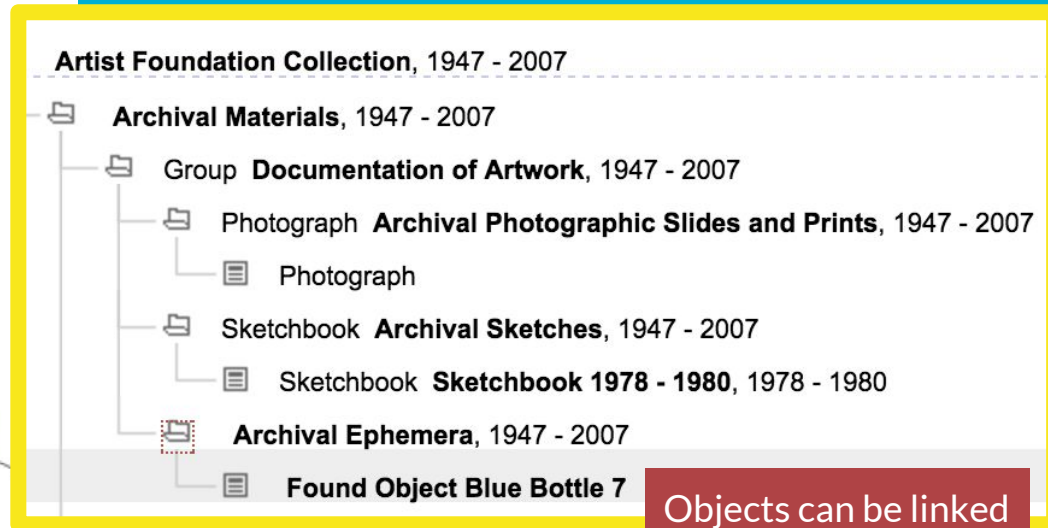 Artist Foundation Collection, 1947 - 2007
Archival Materials, 1947 - 2007
Group Documentation of Artwork, 1947 - 2007
Photograph Archival Photographic Slides and Prints, 1947 - 2007
Photograph
Sketchbook Archival Sketches, 1947 - 2007
Sketchbook Sketchbook 1978 - 1980, 1978 - 1980
Archival Ephemera, 1947 - 2007
Found Object Blue Bottle 7
Objects can be linked